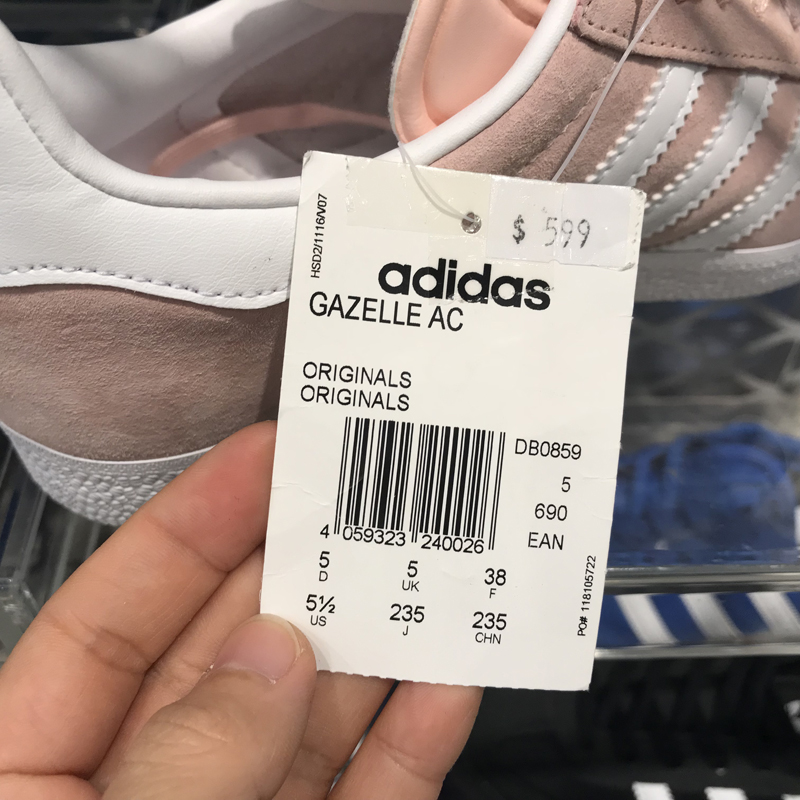 $ 599
HSD2/1116/V07
adidas
GAZELLE AC
ORIGINALS
ORIGINALS
DB0859
5
690
EAN
4 059323 240026
5 5 38
D UK F
5½ 235 235
US J CHN
PO# 118105722